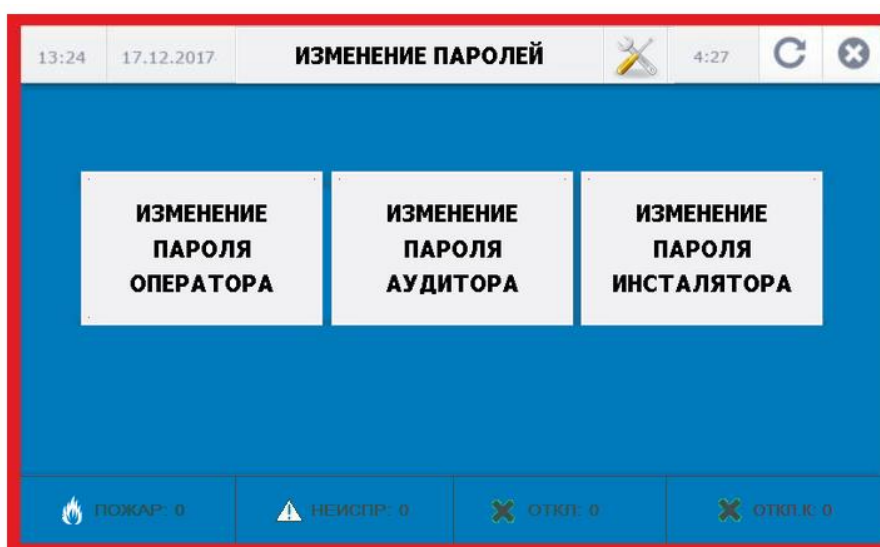 13:24 17.12.2017 ИЗМЕНЕНИЕ ПАРОЛЕЙ 4:27
ИЗМЕНЕНИЕ
ПАРОЛЯ
ОПЕРАТОРА
ИЗМЕНЕНИЕ
ПАРОЛЯ
АУДИТОРА
ИЗМЕНЕНИЕ
ПАРОЛЯ
ИНСТАЛЯТОРА
ПОЖАР: 0 НЕИСПР: 0 ОТКЛ: 0 ОТКЛ.К: 0